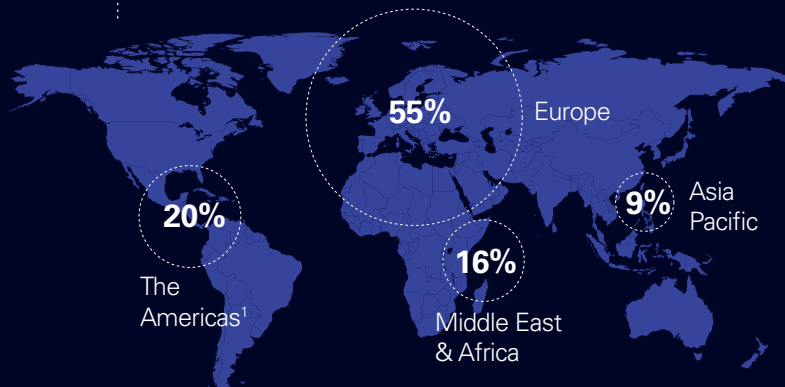 55%
Europe
20%
The
Americas¹
16%
Middle East
& Africa
9%
Asia
Pacific